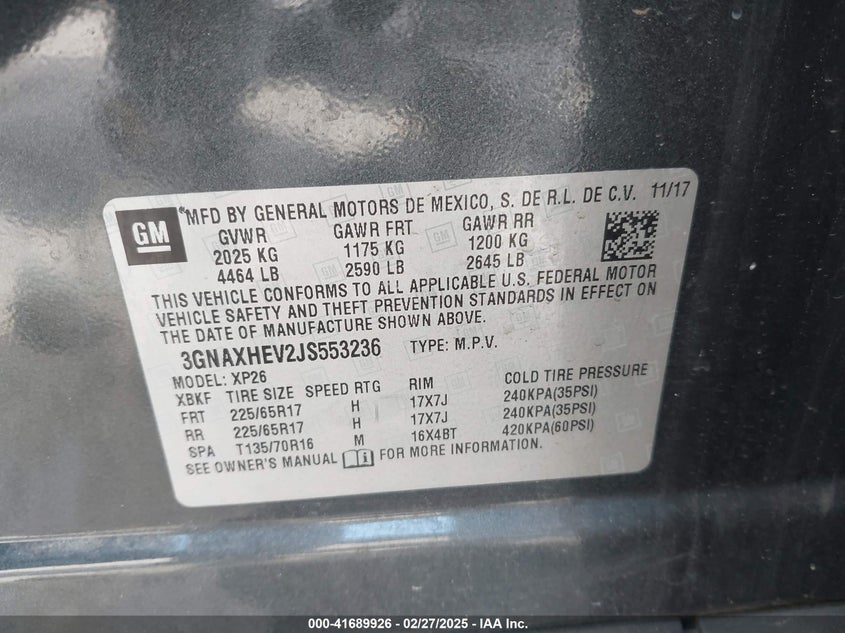 GM
*MFD BY GENERAL MOTORS DE MEXICO, S. DE R.L. DE C.V. 11/17
GVWR GAWR FRT GAWR RR
2025 KG 1175 KG 1200 KG
4464 LB 2590 LB 2645 LB
THIS VEHICLE CONFORMS TO ALL APPLICABLE U.S. FEDERAL MOTOR
VEHICLE SAFETY AND THEFT PREVENTION STANDARDS IN EFFECT ON
THE DATE OF MANUFACTURE SHOWN ABOVE.
3GNAXHEV2JS553236 TYPE: M.P.V.
MODEL: XP26
XBKF TIRE SIZE SPEED RTG RIM COLD TIRE PRESSURE
FRT 225/65R17 H 17X7J 240KPA(35PSI)
RR 225/65R17 H 17X7J 240KPA(35PSI)
SPA T135/70R16 M 16X4BT 420KPA(60PSI)
SEE OWNER'S MANUAL FOR MORE INFORMATION.
000-41689926 - 02/27/2025 - IAA Inc.